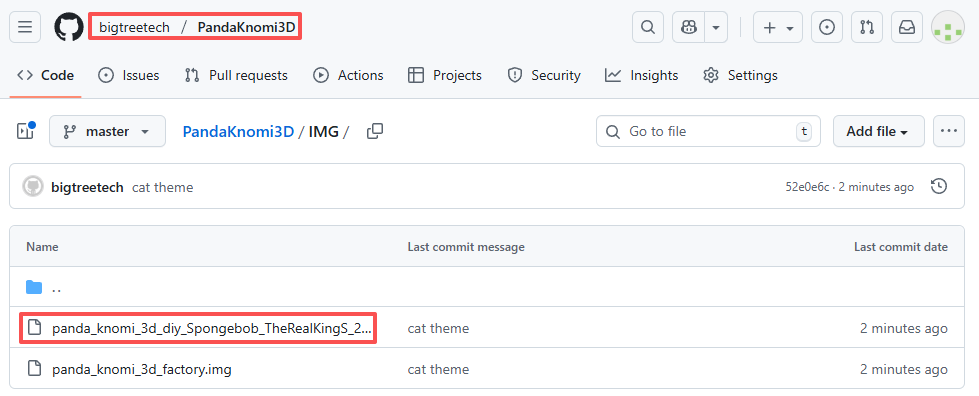 bigtreetech / PandaKnomi3D
Code Issues Pull requests Actions Projects Security Insights Settings
master PandaKnomi3D / IMG / Go to file t Add file
bigtreetech cat theme 52e0e6c · 2 minutes ago
Name Last commit message Last commit date
..
panda_knomi_3d_diy_Spongebob_TheRealKingS_2... cat theme 2 minutes ago
panda_knomi_3d_factory.img cat theme 2 minutes ago